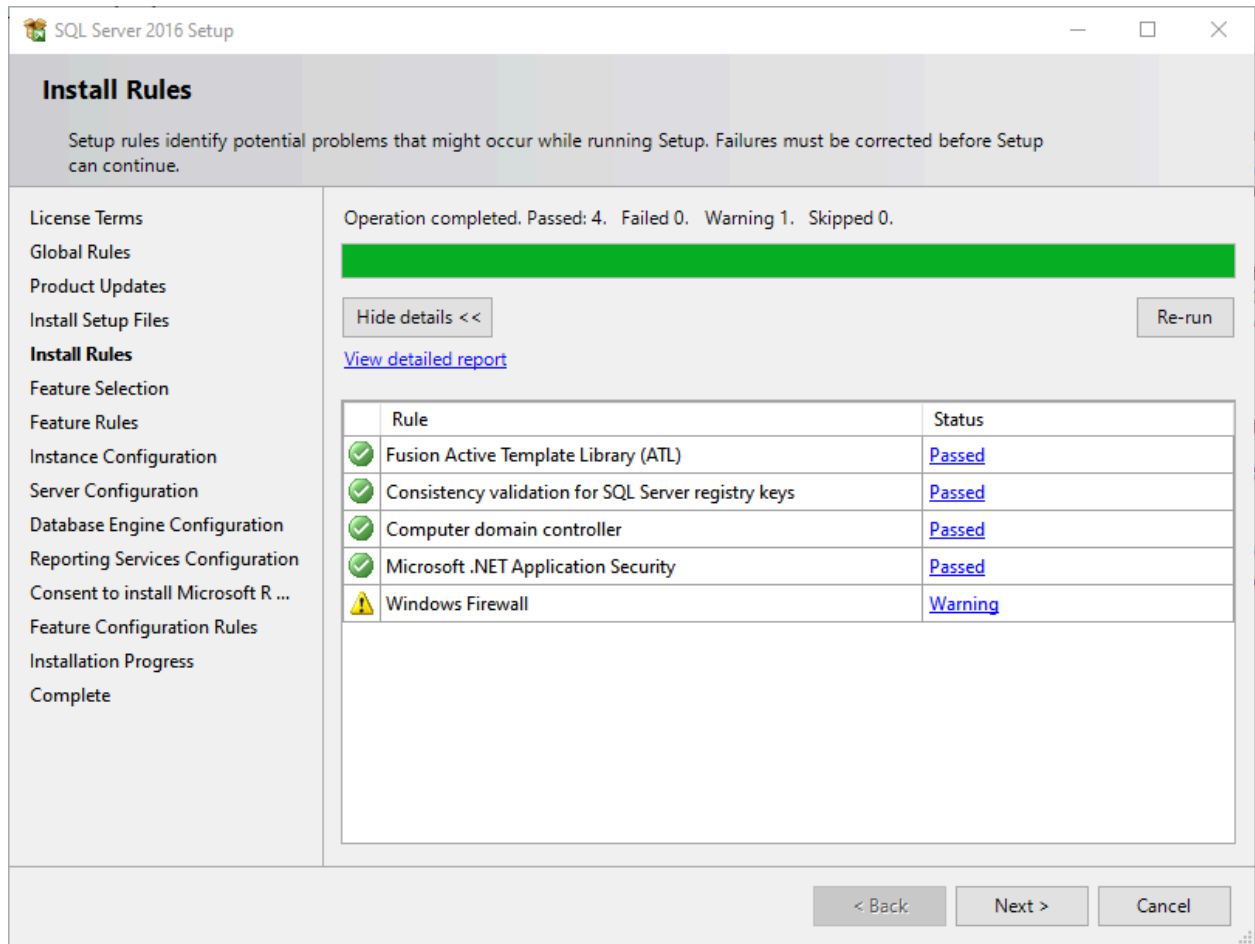 SQL Server 2016 Setup
Install Rules
Setup rules identify potential problems that might occur while running Setup. Failures must be corrected before Setup
can continue.
License Terms
Global Rules
Product Updates
Install Setup Files
Install Rules
Feature Selection
Feature Rules
Instance Configuration
Server Configuration
Database Engine Configuration
Reporting Services Configuration
Consent to install Microsoft R ...
Feature Configuration Rules
Installation Progress
Complete
Operation completed. Passed: 4.   Failed 0.   Warning 1.   Skipped 0.
Hide details <<
Re-run
View detailed report
Rule Status
Fusion Active Template Library (ATL) Passed
Consistency validation for SQL Server registry keys Passed
Computer domain controller Passed
Microsoft .NET Application Security Passed
Windows Firewall Warning
< Back Next > Cancel